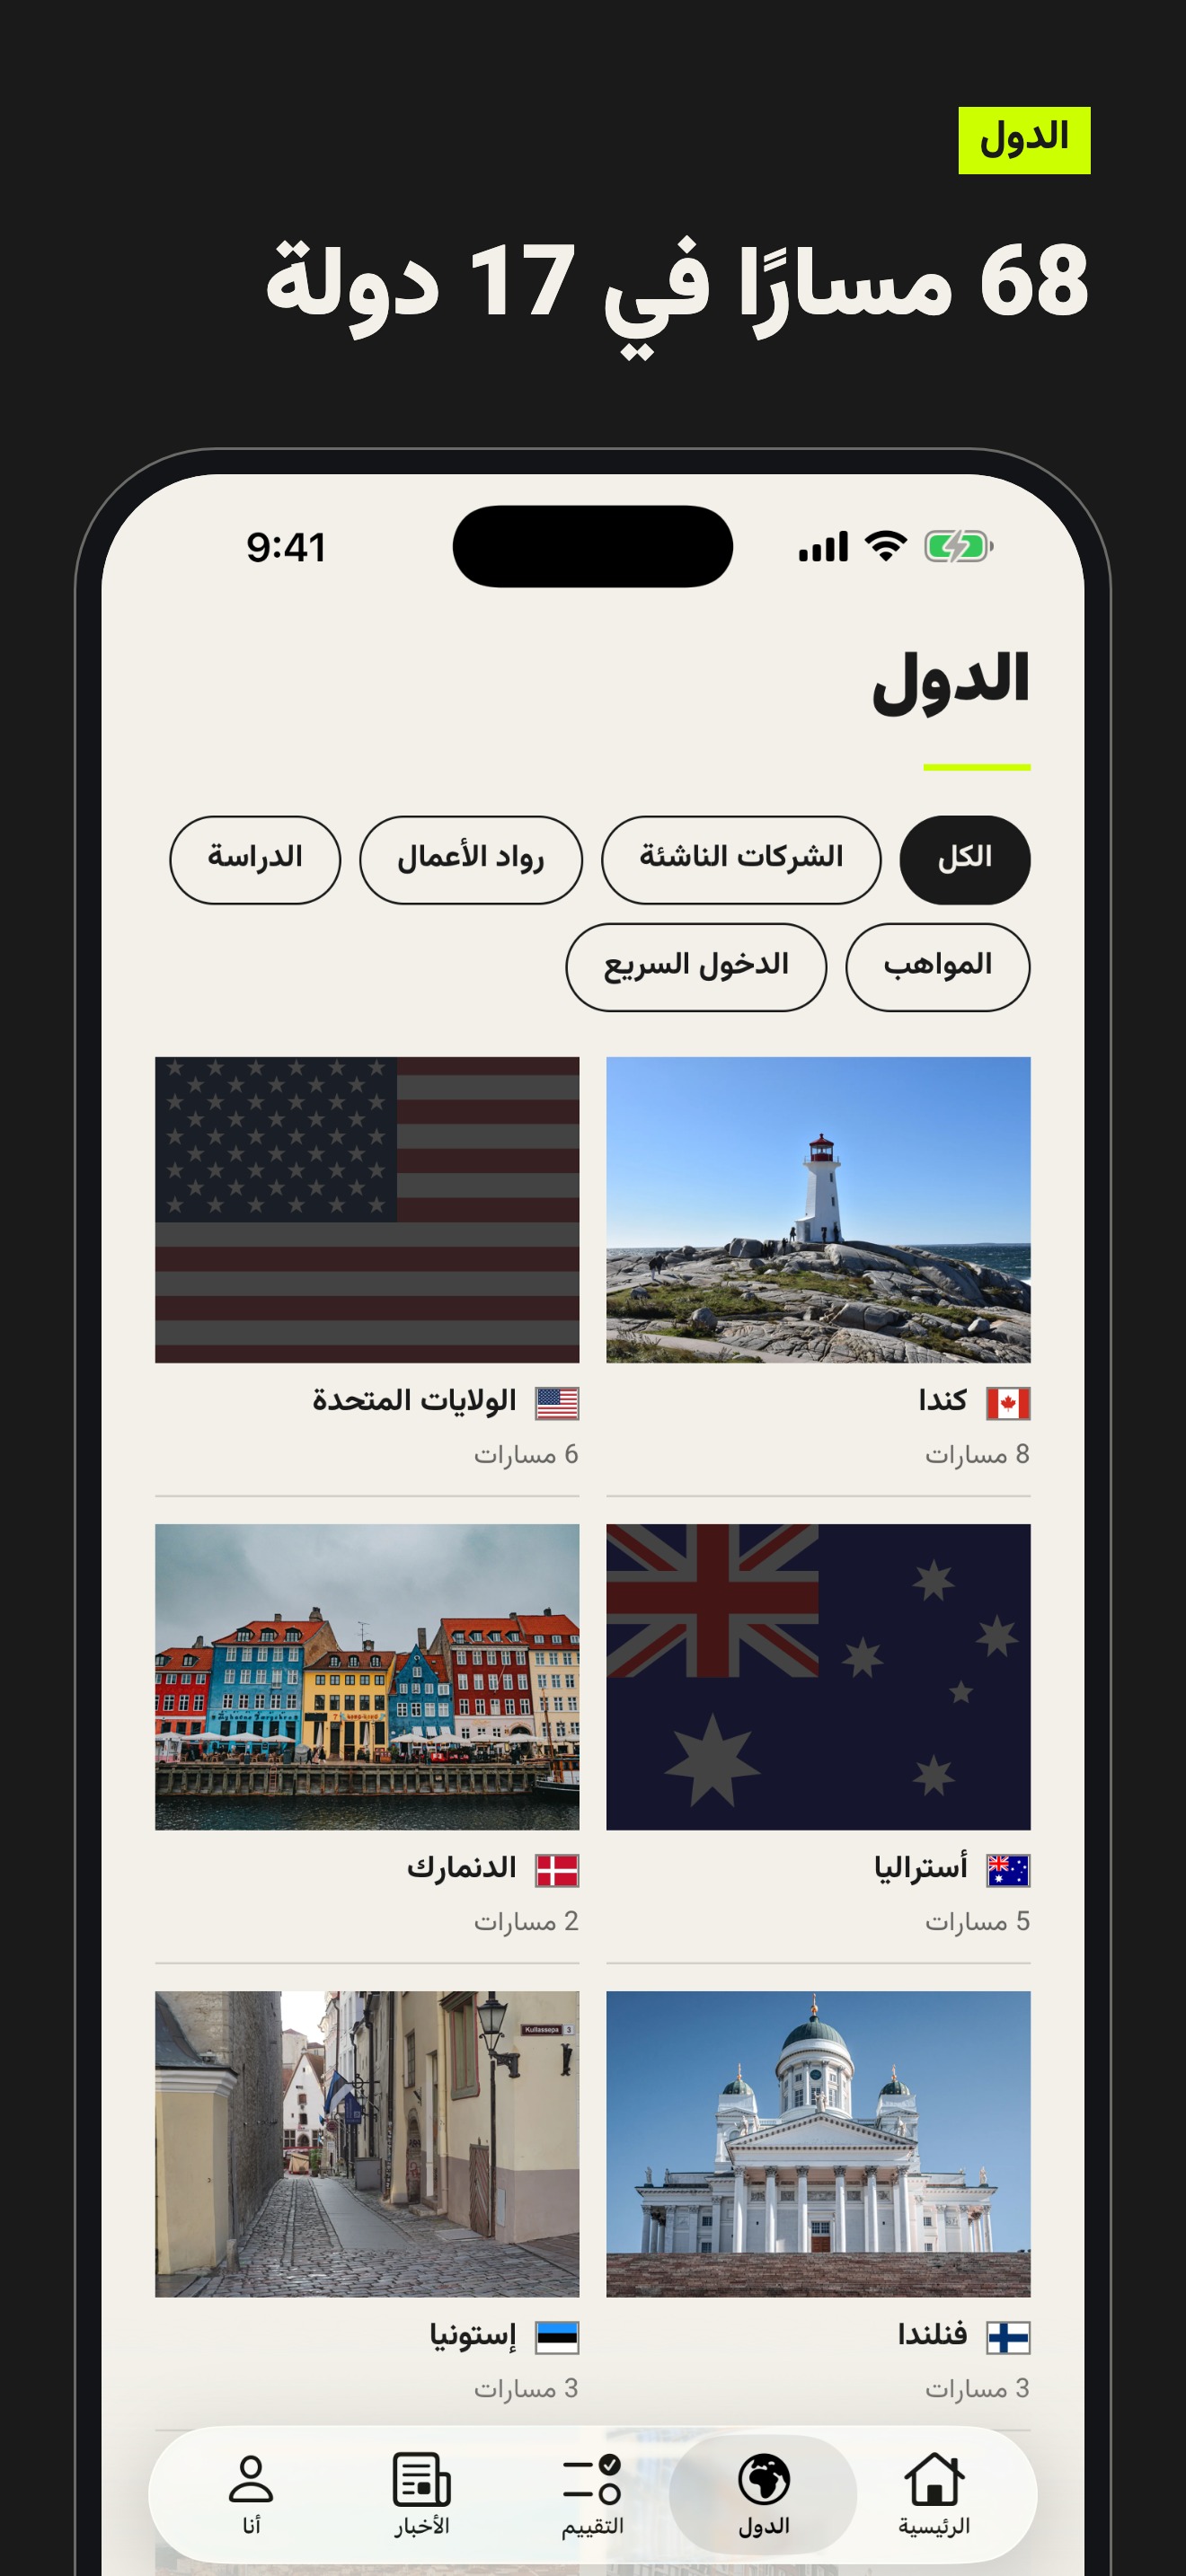 الدول
68 مسارًا في 17 دولة
9:41
الدول
الكل الشركات الناشئة رواد الأعمال الدراسة
المواهب الدخول السريع
كندا الولايات المتحدة
8 مسارات 6 مسارات
أستراليا الدنمارك
5 مسارات 2 مسارات
Kullassepa 3
فنلندا إستونيا
3 مسارات 3 مسارات
الرئيسية الدول التقييم الأخبار أنا